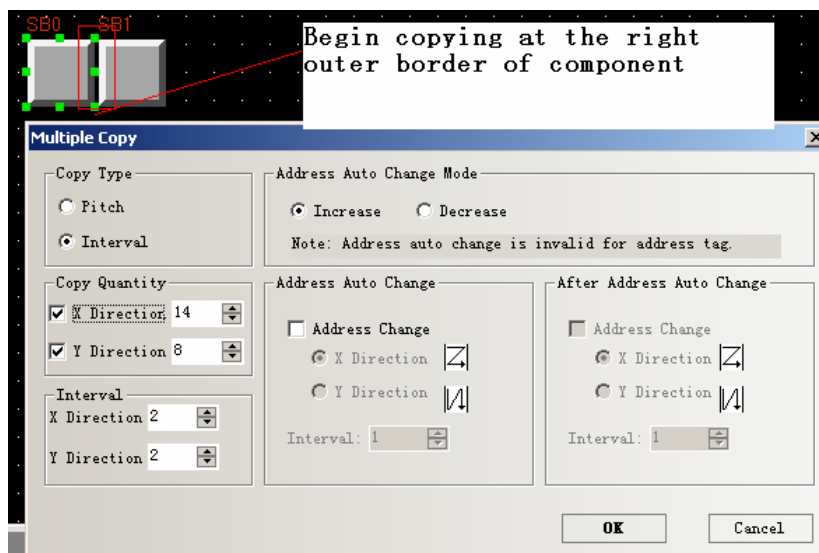 SB0 SB1
Begin copying at the right
outer border of component
Multiple Copy
Copy Type
Pitch
Interval
Address Auto Change Mode
Increase Decrease
Note: Address auto change is invalid for address tag.
Copy Quantity
X Direction 14
Y Direction 8
Interval
X Direction 2
Y Direction 2
Address Auto Change
Address Change
X Direction
Y Direction
Interval: 1
After Address Auto Change
Address Change
X Direction
Y Direction
Interval: 1
OK Cancel